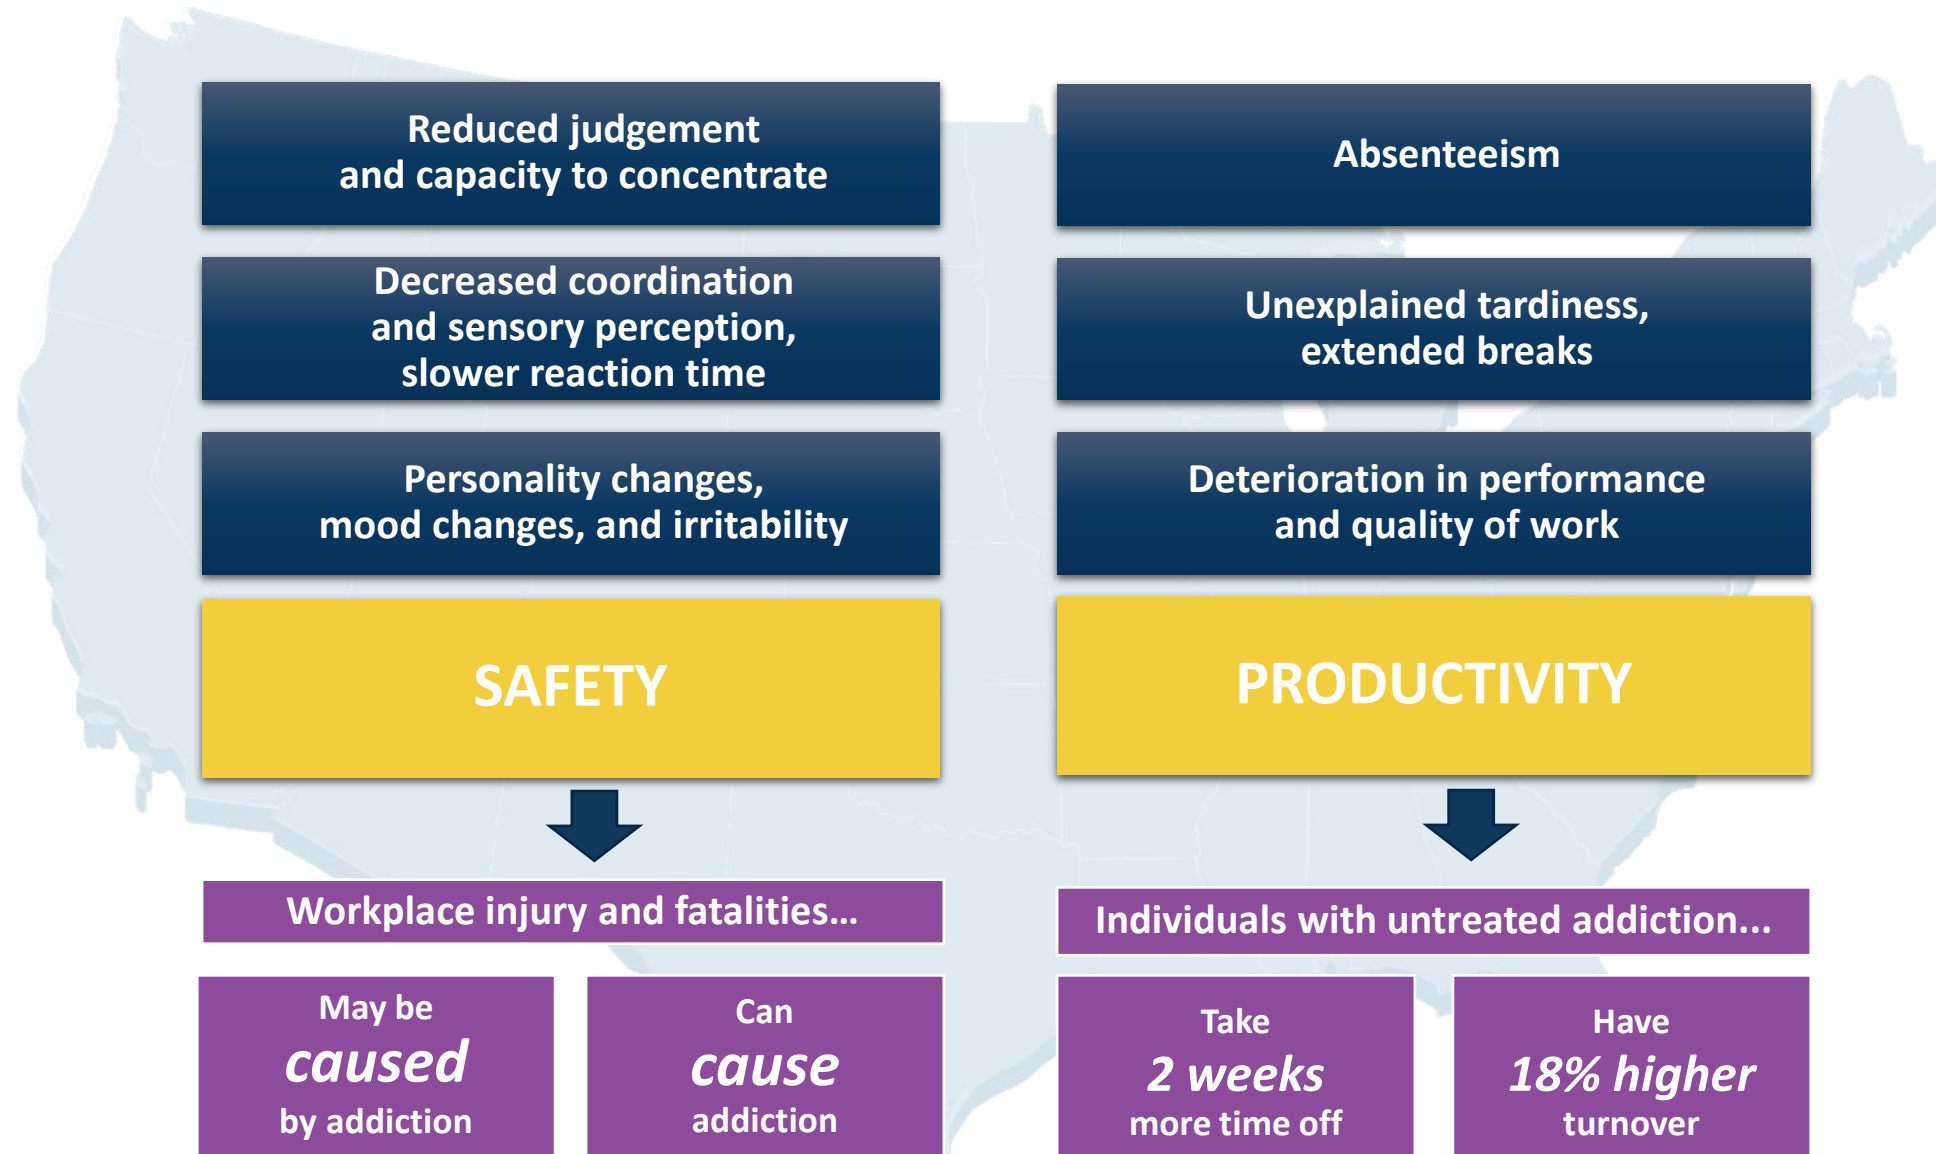 Reduced judgement
and capacity to concentrate
Decreased coordination
and sensory perception,
slower reaction time
Personality changes,
mood changes, and irritability
SAFETY
Workplace injury and fatalities…
May be
caused
by addiction
Can
cause
addiction
Absenteeism
Unexplained tardiness,
extended breaks
Deterioration in performance
and quality of work
PRODUCTIVITY
Individuals with untreated addiction...
Take
2 weeks
more time off
Have
18% higher
turnover